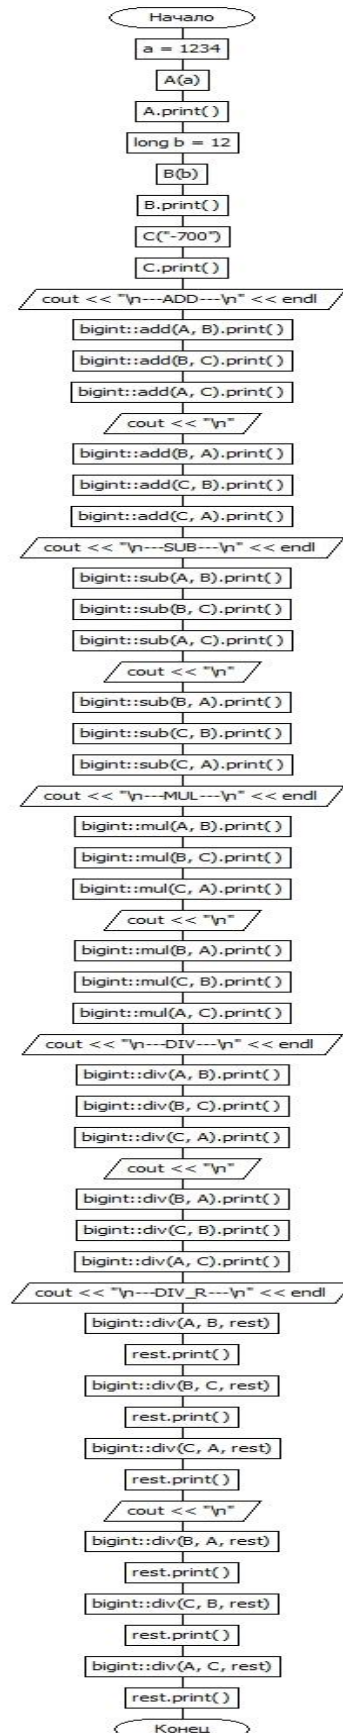 Начало
a = 1234
A(a)
A.print( )
long b = 12
B(b)
B.print( )
C("-700")
C.print( )
cout << "\n---ADD---\n" << endl
bigint::add(A, B).print( )
bigint::add(B, C).print( )
bigint::add(A, C).print( )
cout << "\n"
bigint::add(B, A).print( )
bigint::add(C, B).print( )
bigint::add(C, A).print( )
cout << "\n---SUB---\n" << endl
bigint::sub(A, B).print( )
bigint::sub(B, C).print( )
bigint::sub(A, C).print( )
cout << "\n"
bigint::sub(B, A).print( )
bigint::sub(C, B).print( )
bigint::sub(C, A).print( )
cout << "\n---MUL---\n" << endl
bigint::mul(A, B).print( )
bigint::mul(B, C).print( )
bigint::mul(C, A).print( )
cout << "\n"
bigint::mul(B, A).print( )
bigint::mul(C, B).print( )
bigint::mul(A, C).print( )
cout << "\n---DIV---\n" << endl
bigint::div(A, B).print( )
bigint::div(B, C).print( )
bigint::div(C, A).print( )
cout << "\n"
bigint::div(B, A).print( )
bigint::div(C, B).print( )
bigint::div(A, C).print( )
cout << "\n---DIV_R---\n" << endl
bigint::div(A, B, rest)
rest.print( )
bigint::div(B, C, rest)
rest.print( )
bigint::div(C, A, rest)
rest.print( )
cout << "\n"
bigint::div(B, A, rest)
rest.print( )
bigint::div(C, B, rest)
rest.print( )
bigint::div(A, C, rest)
rest.print( )
Конец